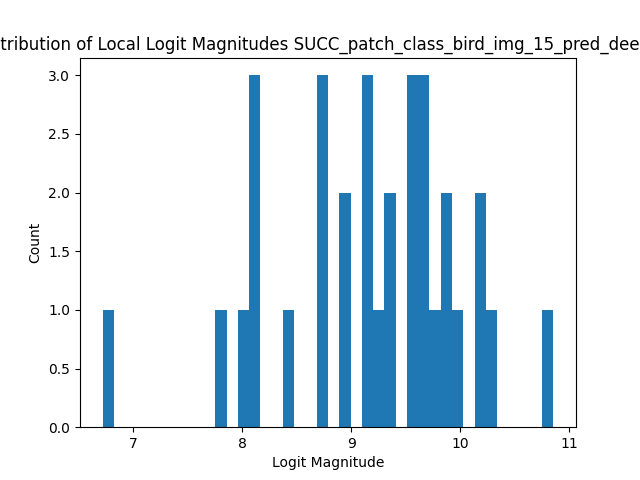 tribution of Local Logit Magnitudes SUCC_patch_class_bird_img_15_pred_dee
3.0
2.5
2.0
1.5
1.0
0.5
0.0
Count
7 8 9 10 11
Logit Magnitude